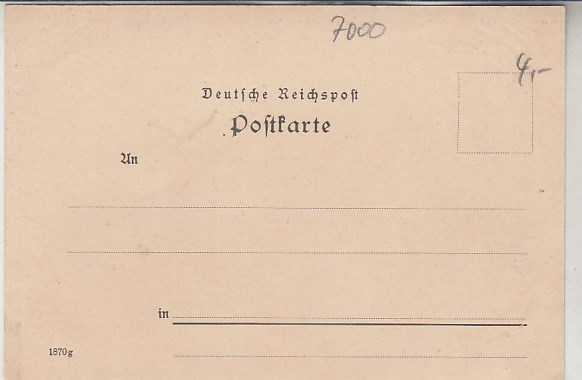 7000
4,-
Deutſche Reichspoſt
Poſtkarte
An
in
1870g